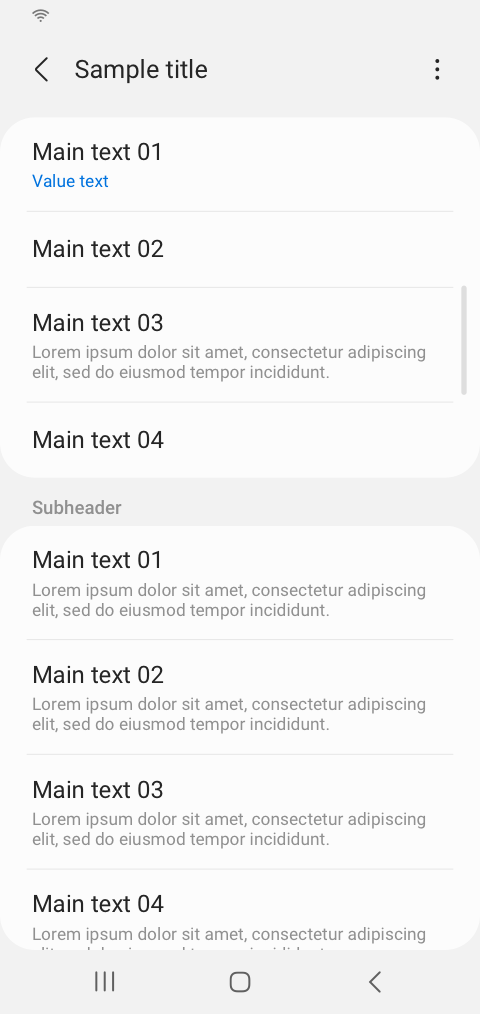 Sample title
Main text 01
Value text
Main text 02
Main text 03
Lorem ipsum dolor sit amet, consectetur adipiscing
elit, sed do eiusmod tempor incididunt.
Main text 04
Subheader
Main text 01
Lorem ipsum dolor sit amet, consectetur adipiscing
elit, sed do eiusmod tempor incididunt.
Main text 02
Lorem ipsum dolor sit amet, consectetur adipiscing
elit, sed do eiusmod tempor incididunt.
Main text 03
Lorem ipsum dolor sit amet, consectetur adipiscing
elit, sed do eiusmod tempor incididunt.
Main text 04
Lorem ipsum dolor sit amet, consectetur adipiscing